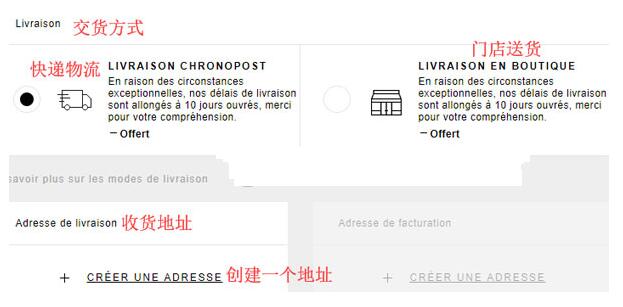 Livraison 交货方式
快递物流
LIVRAISON CHRONOPOST
En raison des circonstances
exceptionnelles, nos délais de livraison
sont allongés à 10 jours ouvrés, merci
pour votre compréhension.
– Offert
门店送货
LIVRAISON EN BOUTIQUE
En raison des circonstances
exceptionnelles, nos délais de livraison
sont allongés à 10 jours ouvrés, merci
pour votre compréhension.
– Offert
savoir plus sur les modes de livraison
Adresse de livraison 收货地址
+ CRÉER UNE ADRESSE 创建一个地址
Adresse de facturation
+ CRÉER UNE ADRESSE